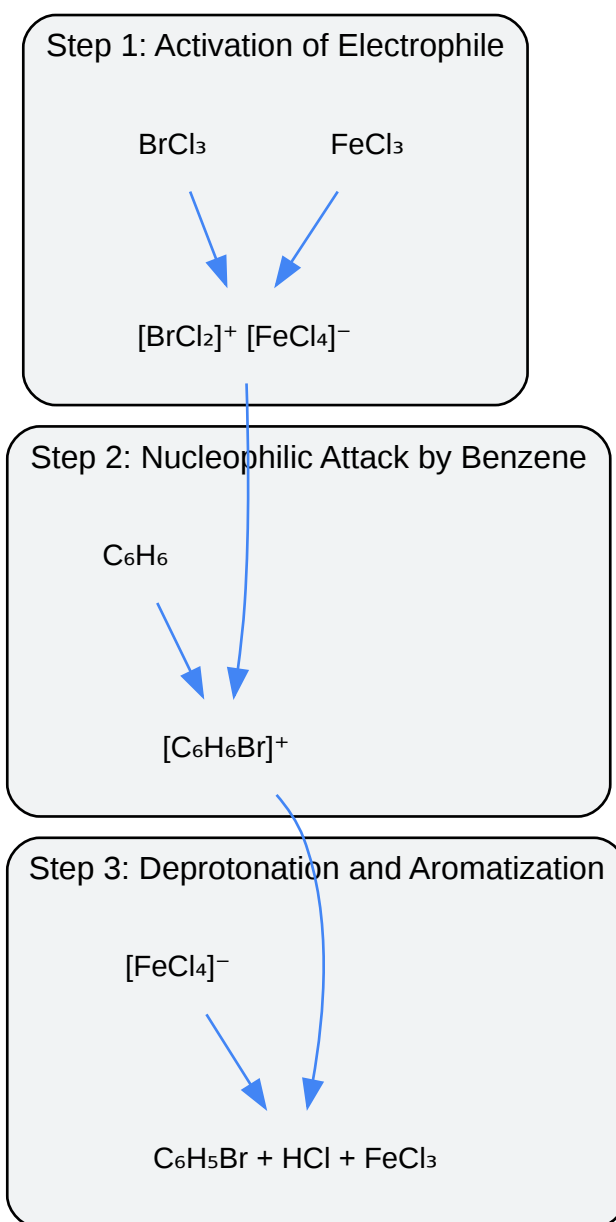 Step 1: Activation of Electrophile
BrCl₃ FeCl₃
[BrCl₂]⁺ [FeCl₄]⁻
Step 2: Nucleophilic Attack by Benzene
C₆H₆
[C₆H₆Br]⁺
Step 3: Deprotonation and Aromatization
[FeCl₄]⁻
C₆H₅Br + HCl + FeCl₃